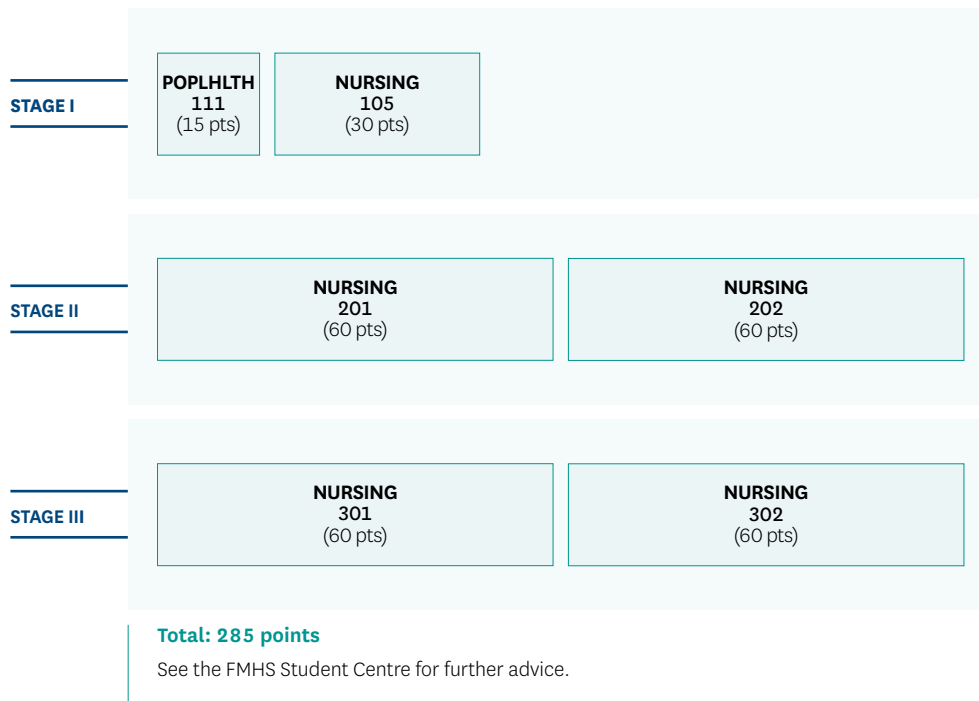 STAGE I
POPLHLTH
111
(15 pts)
NURSING
105
(30 pts)
STAGE II
NURSING
201
(60 pts)
NURSING
202
(60 pts)
STAGE III
NURSING
301
(60 pts)
NURSING
302
(60 pts)
Total: 285 points
See the FMHS Student Centre for further advice.